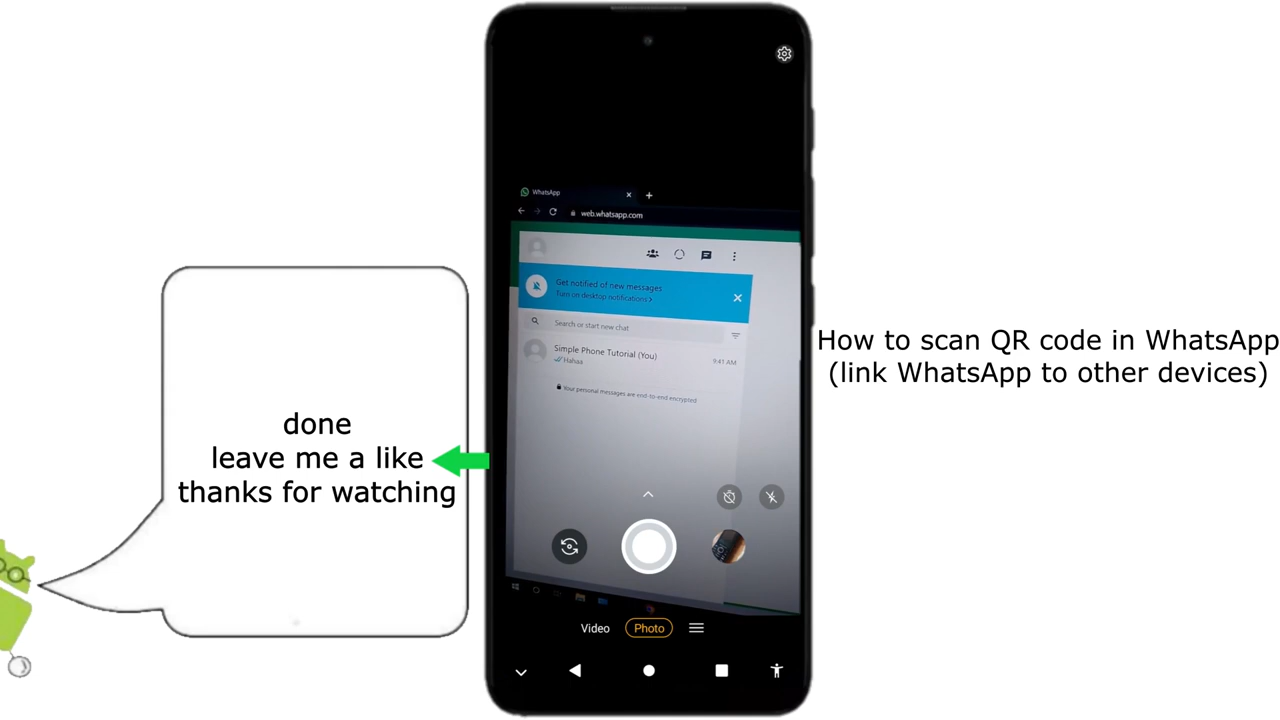 WhatsApp
web.whatsapp.com
Get notified of new messages
Turn on desktop notifications >
Search or start new chat
Simple Phone Tutorial (You)
9:41 AM
Hahaa
Your personal messages are end-to-end encrypted
Video
Photo
done
leave me a like
thanks for watching
How to scan QR code in WhatsApp
(link WhatsApp to other devices)